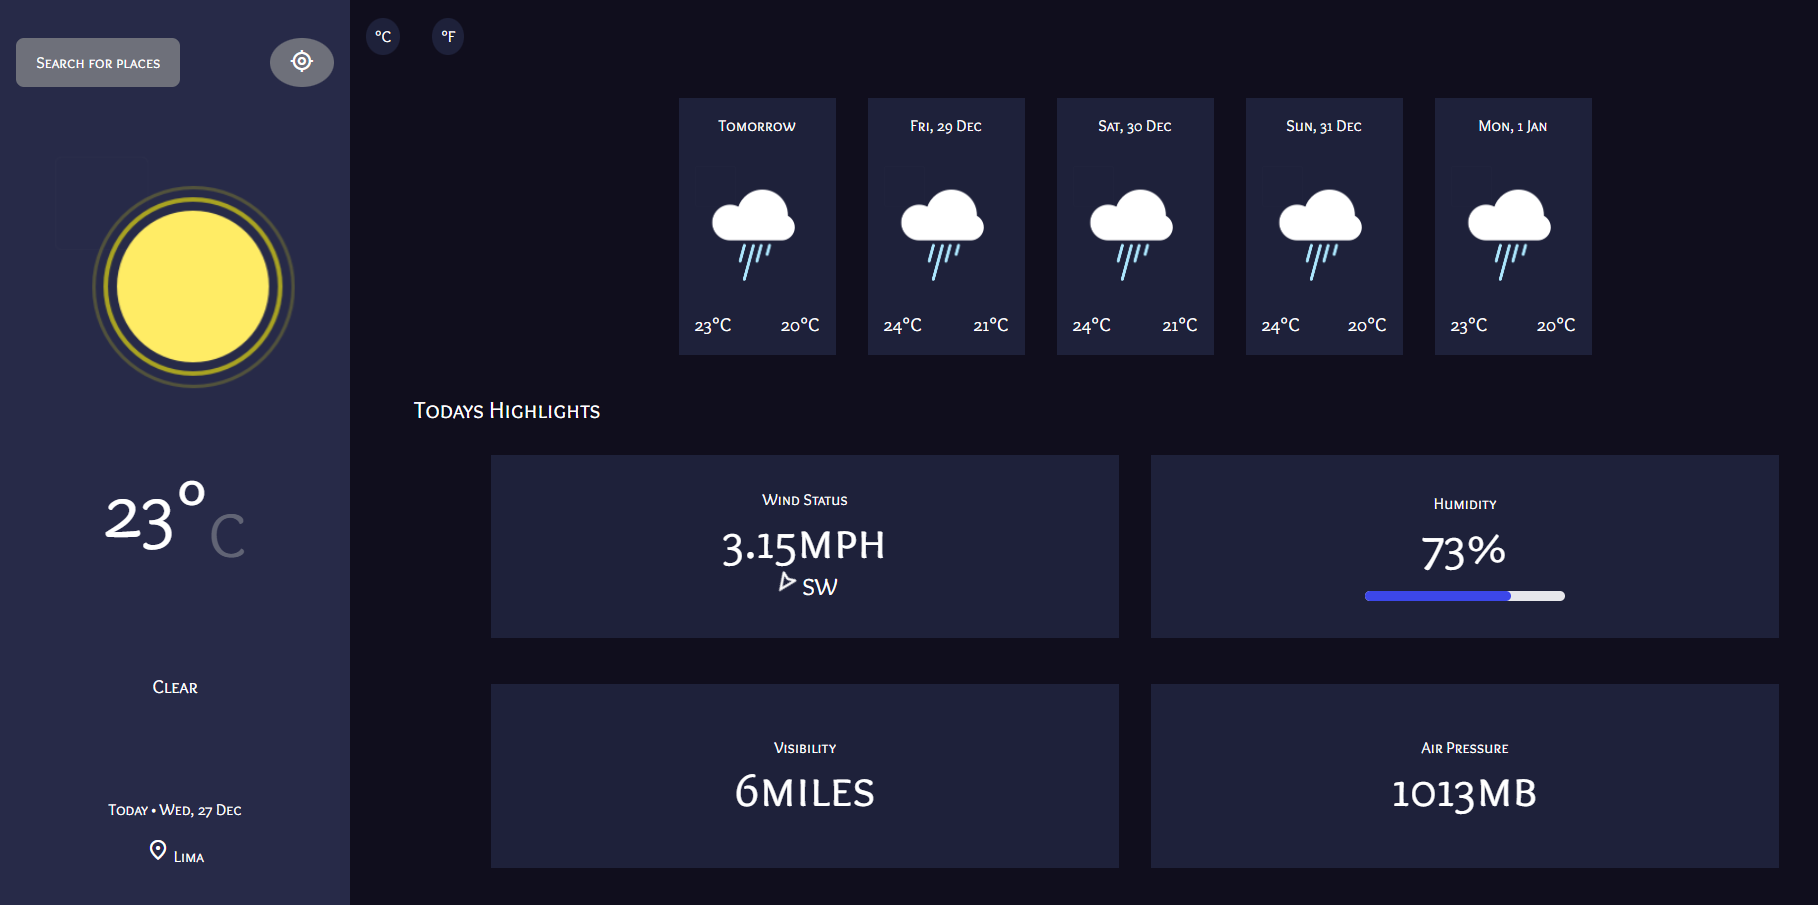 Search for places
23°C
Clear
Today • Wed, 27 Dec
Lima
°C
°F
Tomorrow
23°C 20°C
Fri, 29 Dec
24°C 21°C
Sat, 30 Dec
24°C 21°C
Sun, 31 Dec
24°C 20°C
Mon, 1 Jan
23°C 20°C
Todays Highlights
Wind Status
3.15mph
SW
Humidity
73%
Visibility
6miles
Air Pressure
1013mb